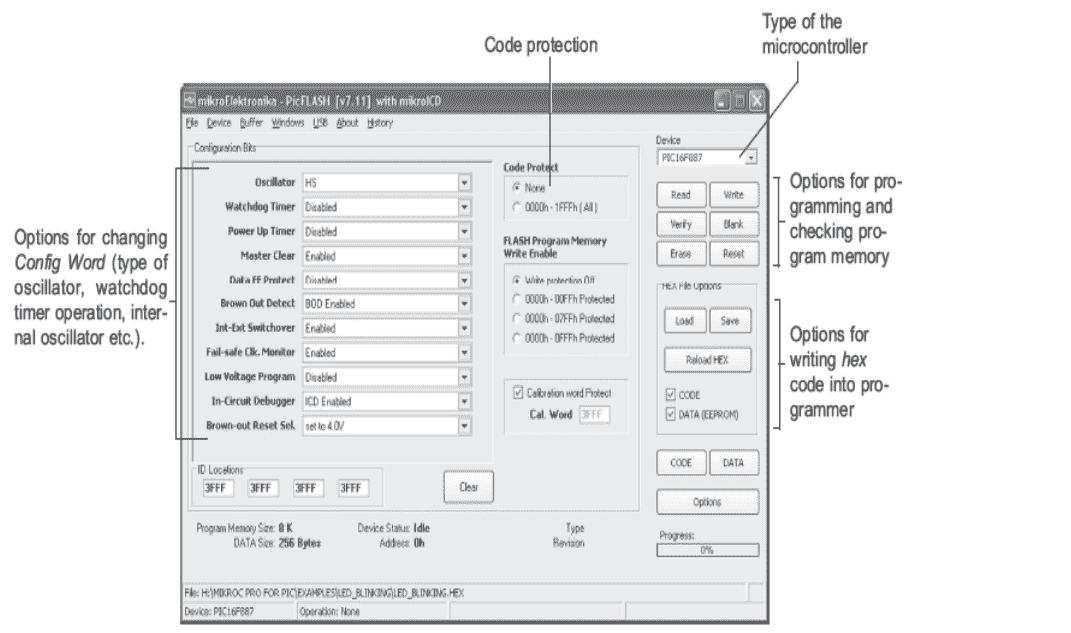 Type of the
microcontroller
Code protection
mikroElektronika - PicFLASH [v7.11] with mikroICD
File Device Buffer Windows USB About History
Configuration Bits
Oscillator HS
Watchdog Timer Disabled
Power Up Timer Disabled
Master Clear Enabled
Data EE Protect Disabled
Brown Out Detect BOD Enabled
Int-Ext Switchover Enabled
Fail-safe Clk. Monitor Enabled
Low Voltage Program Disabled
In-Circuit Debugger ICD Enabled
Brown-out Reset Sel. set to 4.0V
Code Protect
None
0000h - 1FFFh ( All )
FLASH Program Memory
Write Enable
Write protection Off
0000h - 00FFh Protected
0000h - 07FFh Protected
0000h - 0FFFh Protected
Calibration word Protect
Cal. Word 3FFF
ID Locations
3FFF 3FFF 3FFF 3FFF
Clear
Program Memory Size: 8 K
DATA Size: 256 Bytes
Device Status: Idle
Address: 0h
Type
Revision
Device
PIC16F887
Read Write
Verify Blank
Erase Reset
HEX File Options
Load Save
Reload HEX
CODE
DATA (EEPROM)
CODE DATA
Options
Progress:
0%
File: H:\MIKROC PRO FOR PIC\EXAMPLES\LED_BLINKING\LED_BLINKING.HEX
Device: PIC16F887 Operation: None
Options for changing
Config Word (type of
oscillator, watchdog
timer operation, inter-
nal oscillator etc.).
Options for pro-
gramming and
checking pro-
gram memory
Options for
writing hex
code into pro-
grammer